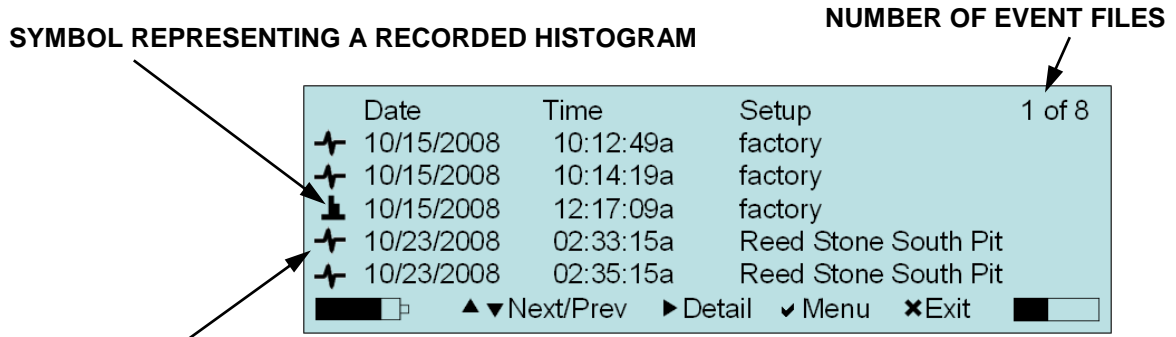 NUMBER OF EVENT FILES
SYMBOL REPRESENTING A RECORDED HISTOGRAM
Date Time Setup 1 of 8
10/15/2008 10:12:49a factory
10/15/2008 10:14:19a factory
10/15/2008 12:17:09a factory
10/23/2008 02:33:15a Reed Stone South Pit
10/23/2008 02:35:15a Reed Stone South Pit
▲▼Next/Prev ►Detail ✔Menu ✖Exit